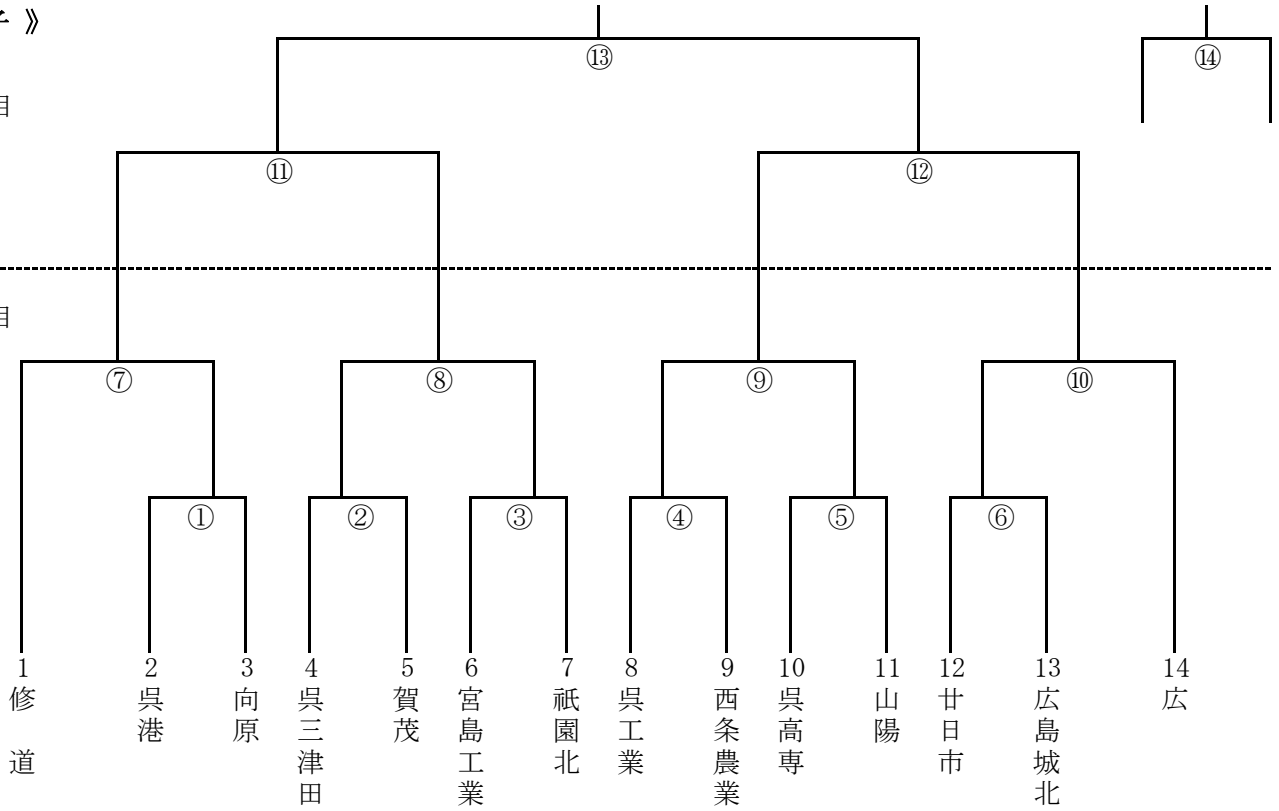 》
⑬ ⑭
⑪ ⑫
⑦ ⑧ ⑨ ⑩
① ② ③ ④ ⑤ ⑥
1 修道
2 呉港
3 向原
4 呉三津田
5 賀茂
6 宮島工業
7 祇園北
8 呉工業
9 西条農業
10 呉高専
11 山陽
12 廿日市
13 広島城北
14 広